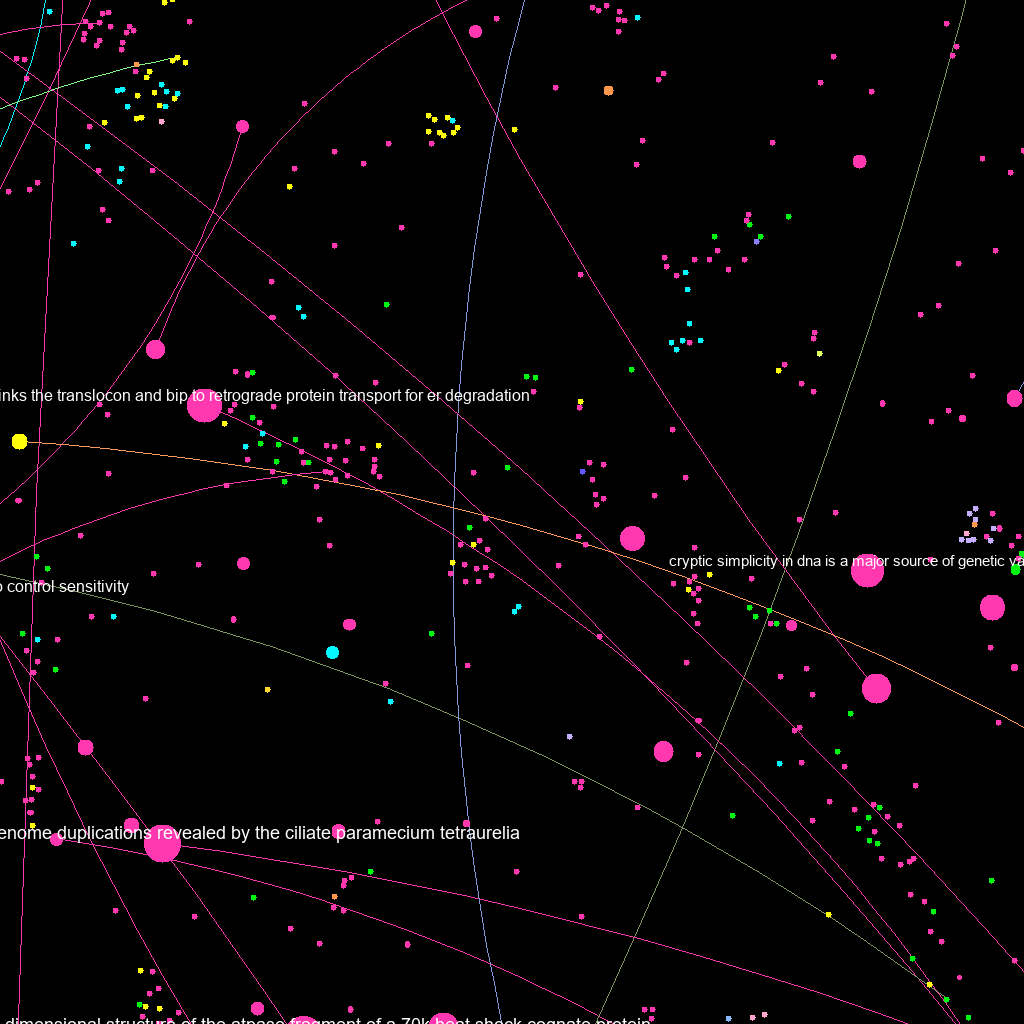 inks the translocon and bip to retrograde protein transport for er degradation
cryptic simplicity in dna is a major source of genetic va
o control sensitivity
enome duplications revealed by the ciliate paramecium tetraurelia
dimensional structure of the atpase fragment of a 70k heat shock cognate protein